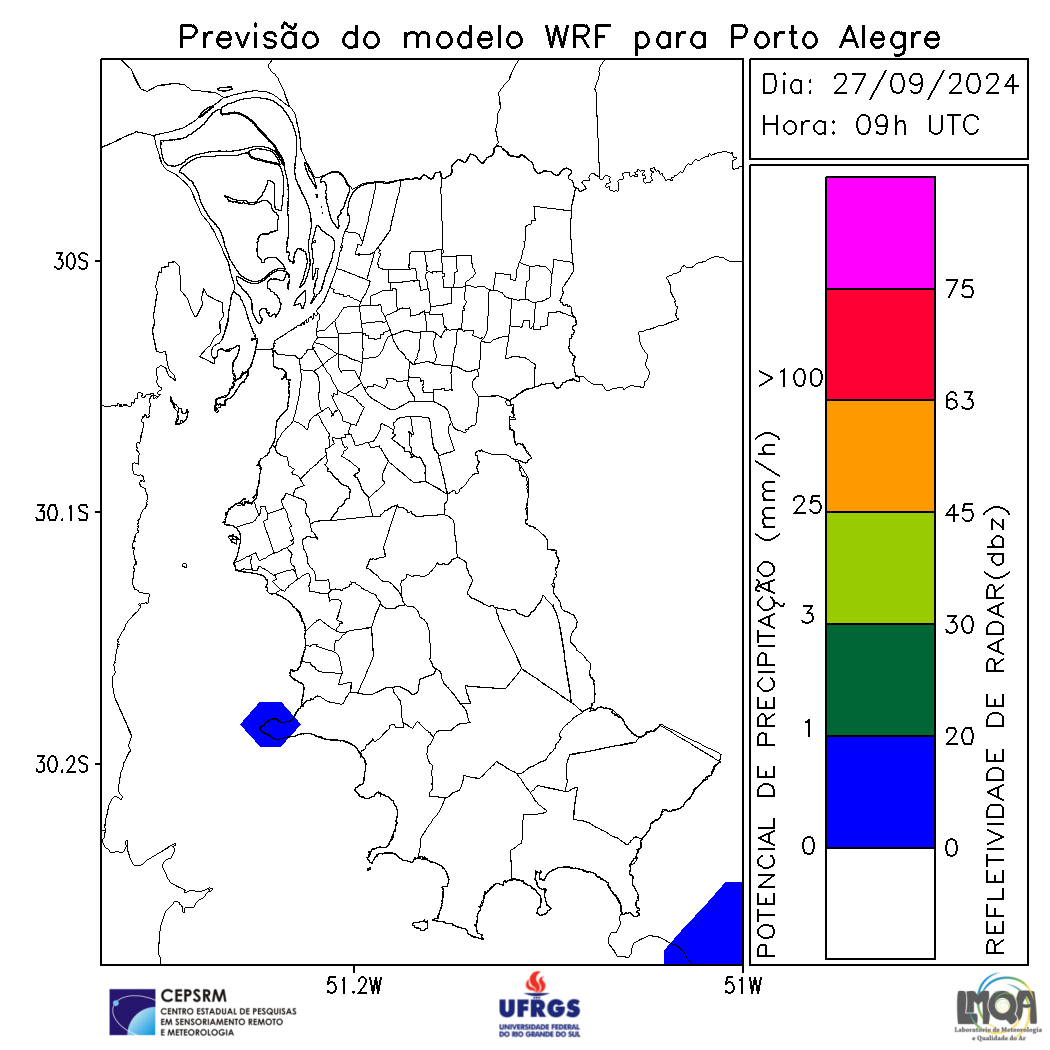 Previsão do modelo WRF para Porto Alegre
Dia: 27/09/2024
Hora: 09h UTC
30S
30.1S
30.2S
51.2W
51W
POTENCIAL DE PRECIPITAÇÃO (mm/h)
>100
25
3
1
0
75
63
45
30
20
0
REFLETIVIDADE DE RADAR(dbz)
CEPSRM
CENTRO ESTADUAL DE PESQUISAS
EM SENSORIAMENTO REMOTO
E METEOROLOGIA
UFRGS
UNIVERSIDADE FEDERAL
DO RIO GRANDE DO SUL
LMQA
Laboratório de Meteorologia
e Qualidade do Ar